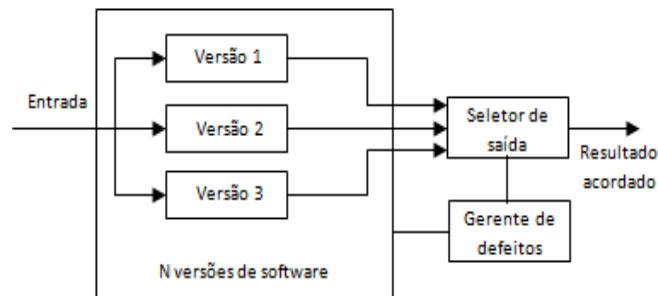 Versão 1
Entrada
Versão 2
Seletor de
saída
Resultado
acordado
Versão 3
Gerente de
defeitos
N versões de software